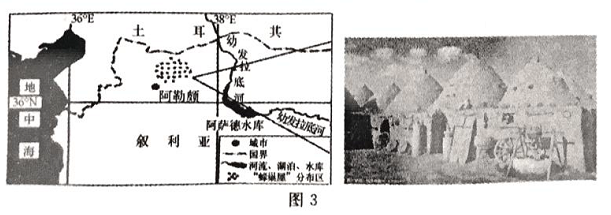 36°E
38°E
土耳其
幼发拉底河
地
36°N
中
海
阿勒颇
阿萨德水库
幼发拉底河
叙利亚
城市
国界
河流、湖泊、水库
"蜂巢屋"分布区
图 3